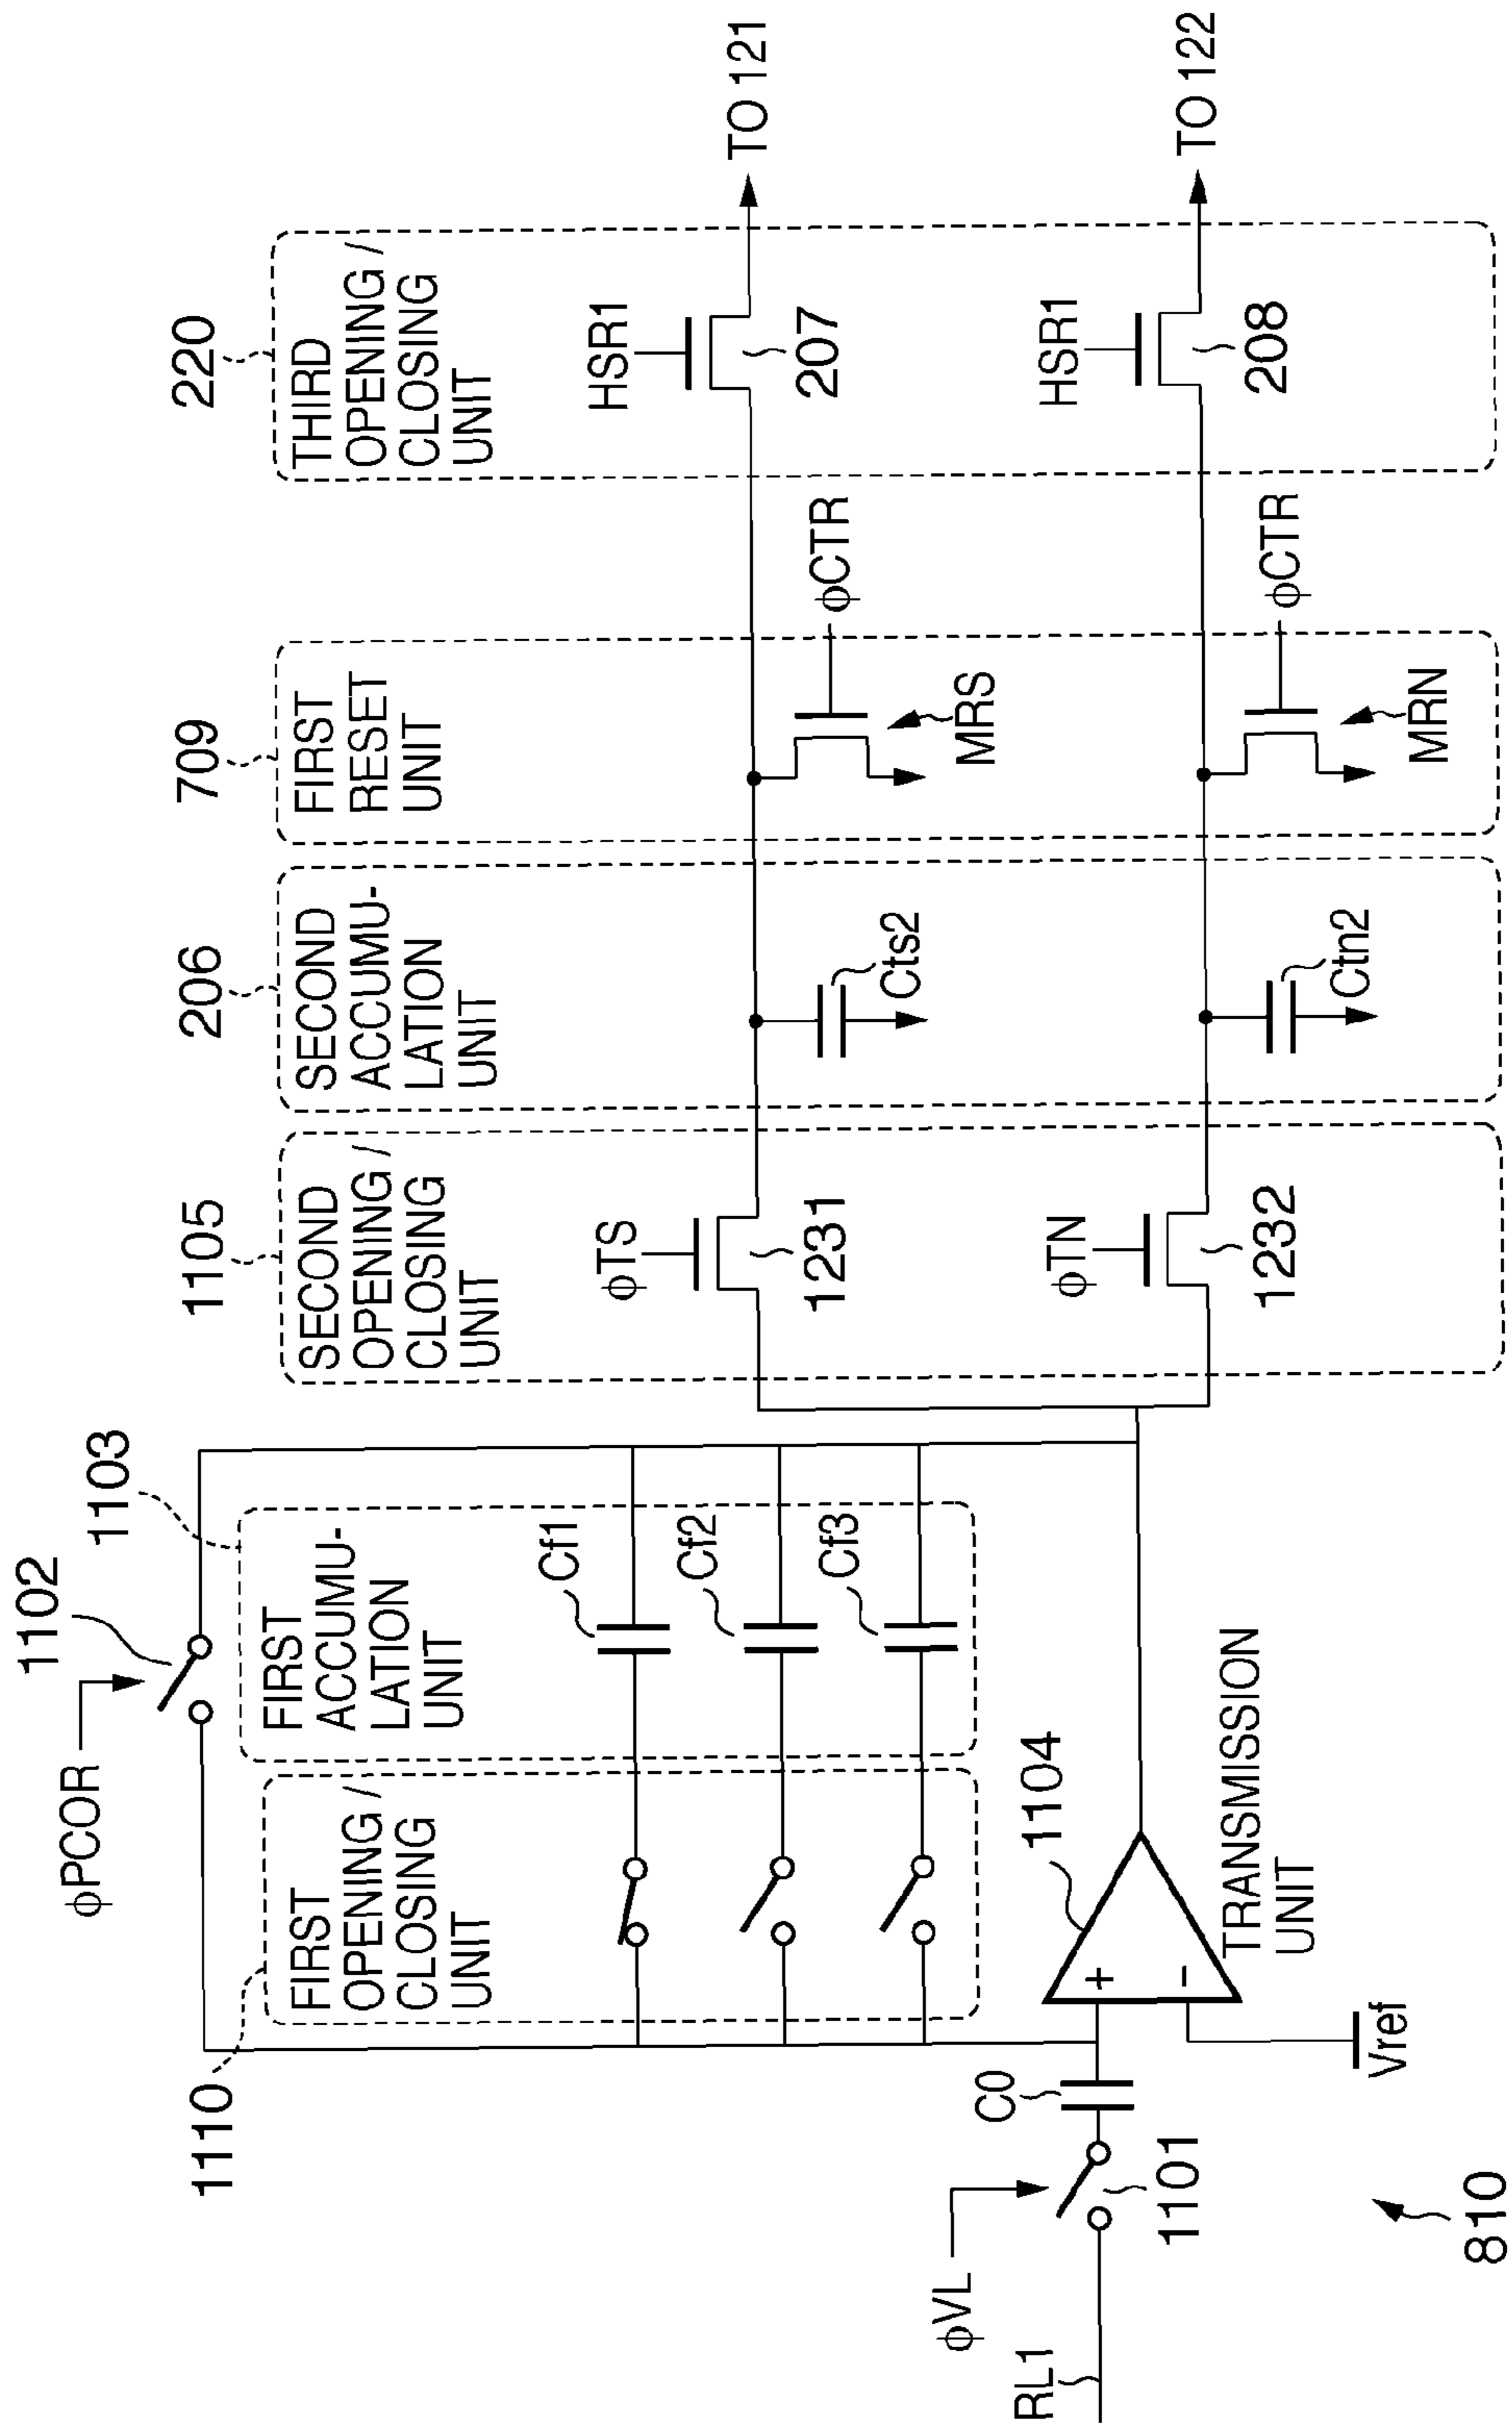 φPCOR
1102
1103
1110
FIRST
OPENING /
CLOSING
UNIT
FIRST
ACCUMU-
LATION
UNIT
Cf1
Cf2
Cf3
1105
SECOND
OPENING /
CLOSING
UNIT
φTS
1231
φTN
1232
206
SECOND
ACCUMU-
LATION
UNIT
Cts2
Ctn2
709
FIRST
RESET
UNIT
φCTR
MRS
φCTR
MRN
220
THIRD
OPENING /
CLOSING
UNIT
HSR1
207
HSR1
208
TO 121
TO 122
RL1
φVL
1101
C0
+
−
Vref
1104
TRANSMISSION
UNIT
810